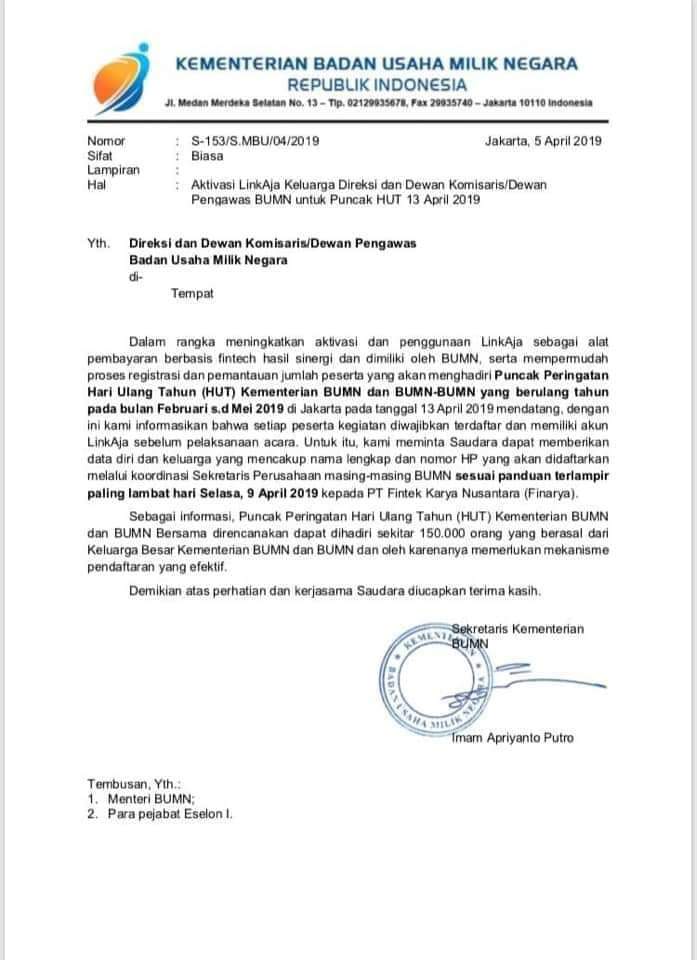 KEMENTERIAN BADAN USAHA MILIK NEGARA
REPUBLIK INDONESIA
Jl. Medan Merdeka Selatan No. 13 – Tlp. 02129935678, Fax 29935740 – Jakarta 10110 Indonesia
Nomor : S-153/S.MBU/04/2019 Jakarta, 5 April 2019
Sifat : Biasa
Lampiran :
Hal : Aktivasi LinkAja Keluarga Direksi dan Dewan Komisaris/Dewan
Pengawas BUMN untuk Puncak HUT 13 April 2019
Yth. Direksi dan Dewan Komisaris/Dewan Pengawas
Badan Usaha Milik Negara
di-
Tempat
Dalam rangka meningkatkan aktivasi dan penggunaan LinkAja sebagai alat
pembayaran berbasis fintech hasil sinergi dan dimiliki oleh BUMN, serta mempermudah
proses registrasi dan pemantauan jumlah peserta yang akan menghadiri Puncak Peringatan
Hari Ulang Tahun (HUT) Kementerian BUMN dan BUMN-BUMN yang berulang tahun
pada bulan Februari s.d Mei 2019 di Jakarta pada tanggal 13 April 2019 mendatang, dengan
ini kami informasikan bahwa setiap peserta kegiatan diwajibkan terdaftar dan memiliki akun
LinkAja sebelum pelaksanaan acara. Untuk itu, kami meminta Saudara dapat memberikan
data diri dan keluarga yang mencakup nama lengkap dan nomor HP yang akan didaftarkan
melalui koordinasi Sekretaris Perusahaan masing-masing BUMN sesuai panduan terlampir
paling lambat hari Selasa, 9 April 2019 kepada PT Fintek Karya Nusantara (Finarya).
Sebagai informasi, Puncak Peringatan Hari Ulang Tahun (HUT) Kementerian BUMN
dan BUMN Bersama direncanakan dapat dihadiri sekitar 150.000 orang yang berasal dari
Keluarga Besar Kementerian BUMN dan BUMN dan oleh karenanya memerlukan mekanisme
pendaftaran yang efektif.
Demikian atas perhatian dan kerjasama Saudara diucapkan terima kasih.
Sekretaris Kementerian
BUMN
KEMENTERIAN
BADAN USAHA MILIK NEGARA
Imam Apriyanto Putro
Tembusan, Yth.:
1. Menteri BUMN;
2. Para pejabat Eselon I.